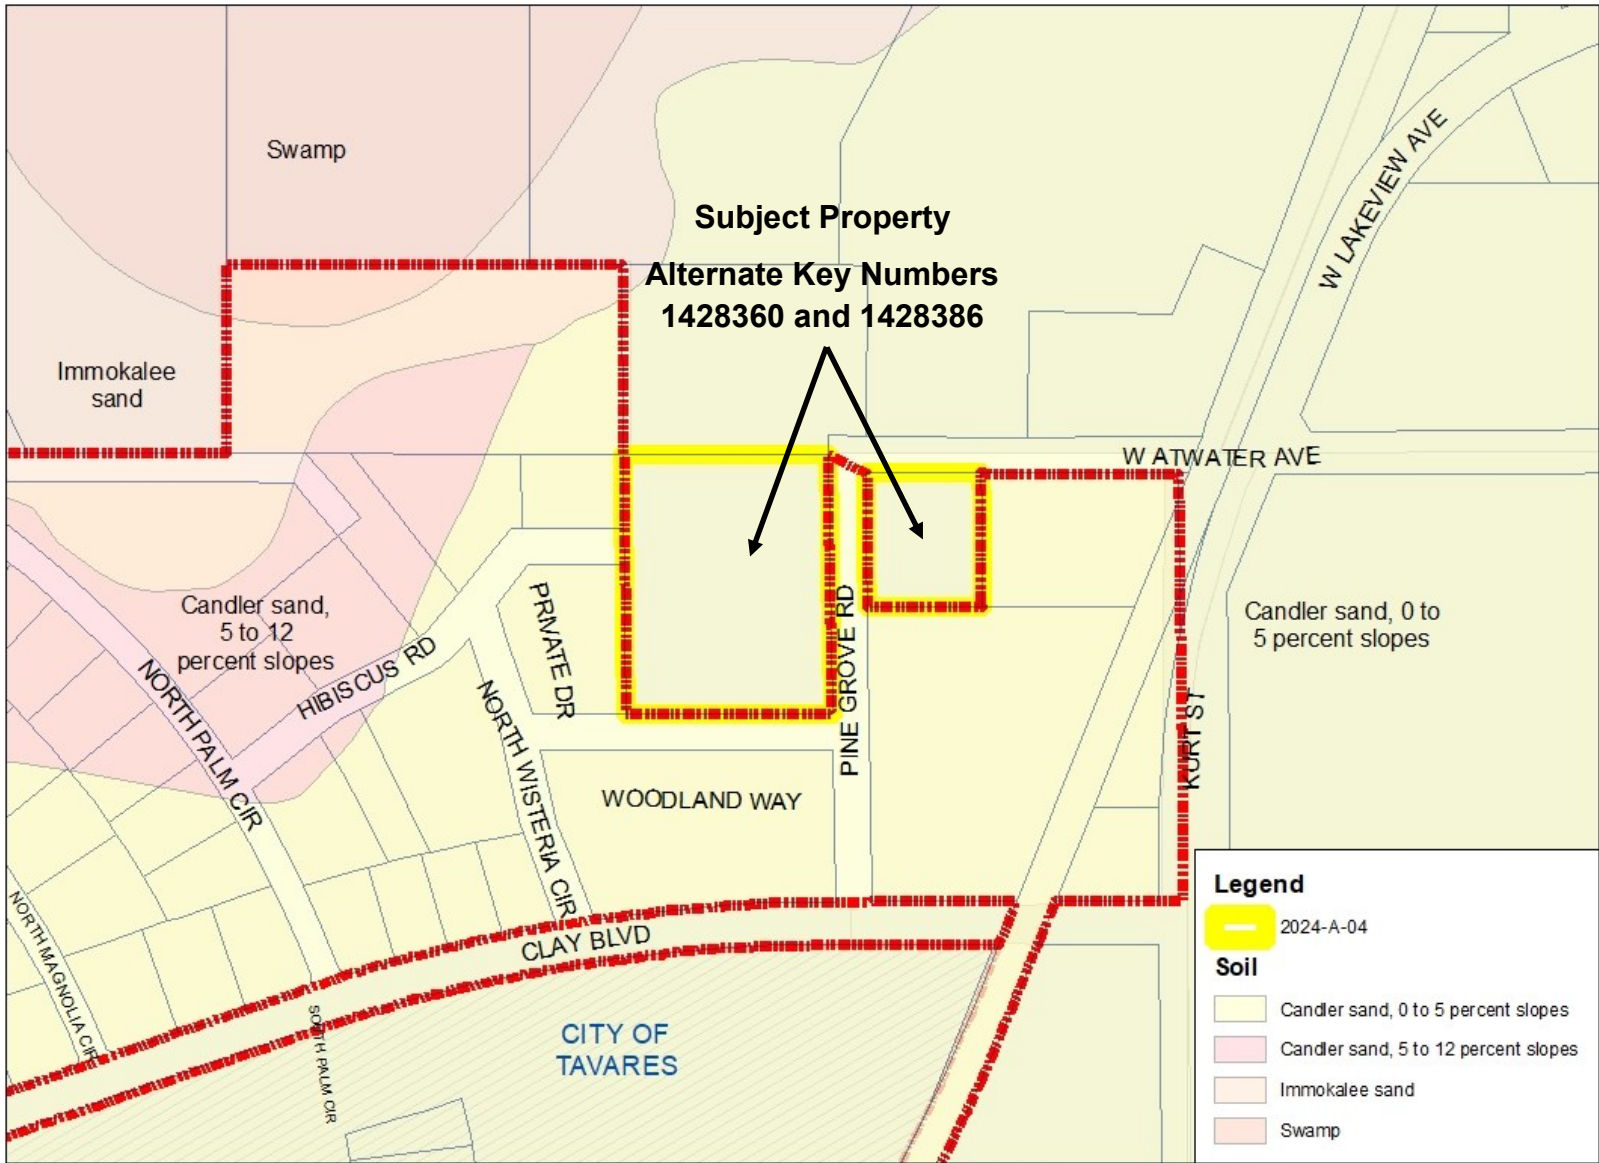 Swamp
Subject Property
Alternate Key Numbers
1428360 and 1428386
W LAKEVIEW AVE
Immokalee
sand
W ATWATER AVE
Candler sand,
5 to 12
percent slopes
HIBISCUS RD
PRIVATE DR
PINE GROVE RD
Candler sand, 0 to
5 percent slopes
NORTH PALM CIR
NORTH WISTERIA CIR
KURT ST
WOODLAND WAY
NORTH MAGNOLIA CIR
CLAY BLVD
SOUTH PALM CIR
CITY OF
TAVARES
Legend
2024-A-04
Soil
Candler sand, 0 to 5 percent slopes
Candler sand, 5 to 12 percent slopes
Immokalee sand
Swamp